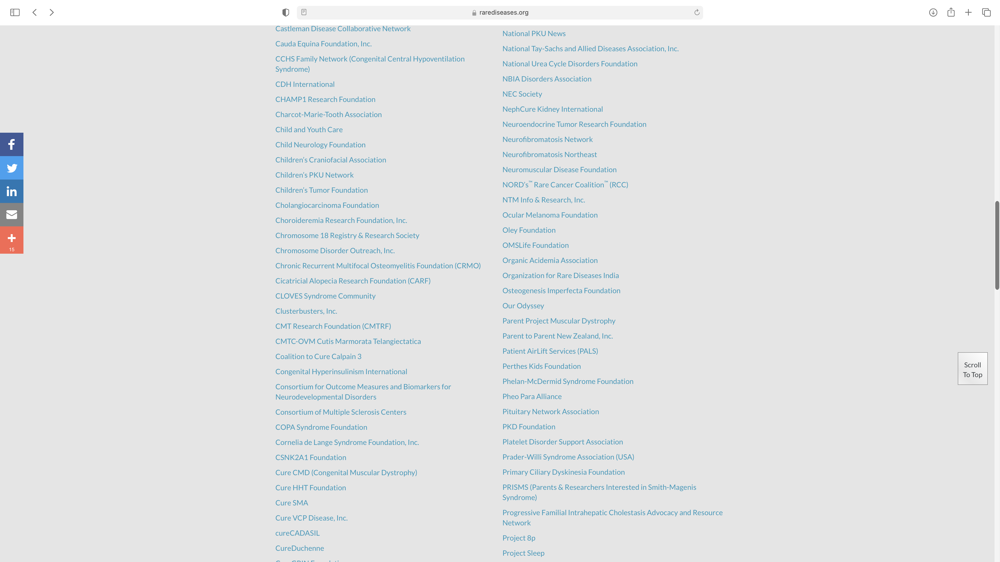 rarediseases.org
Castleman Disease Collaborative Network
Cauda Equina Foundation, Inc.
CCHS Family Network (Congenital Central Hypoventilation
Syndrome)
CDH International
CHAMP1 Research Foundation
Charcot-Marie-Tooth Association
Child and Youth Care
Child Neurology Foundation
Children’s Craniofacial Association
Children’s PKU Network
Children’s Tumor Foundation
Cholangiocarcinoma Foundation
Choroideremia Research Foundation, Inc.
Chromosome 18 Registry & Research Society
Chromosome Disorder Outreach, Inc.
Chronic Recurrent Multifocal Osteomyelitis Foundation (CRMO)
Cicatricial Alopecia Research Foundation (CARF)
CLOVES Syndrome Community
Clusterbusters, Inc.
CMT Research Foundation (CMTRF)
CMTC-OVM Cutis Marmorata Telangiectatica
Coalition to Cure Calpain 3
Congenital Hyperinsulinism International
Consortium for Outcome Measures and Biomarkers for
Neurodevelopmental Disorders
Consortium of Multiple Sclerosis Centers
COPA Syndrome Foundation
Cornelia de Lange Syndrome Foundation, Inc.
CSNK2A1 Foundation
Cure CMD (Congenital Muscular Dystrophy)
Cure HHT Foundation
Cure SMA
Cure VCP Disease, Inc.
cureCADASIL
CureDuchenne
National PKU News
National Tay-Sachs and Allied Diseases Association, Inc.
National Urea Cycle Disorders Foundation
NBIA Disorders Association
NEC Society
NephCure Kidney International
Neuroendocrine Tumor Research Foundation
Neurofibromatosis Network
Neurofibromatosis Northeast
Neuromuscular Disease Foundation
NORD’s™ Rare Cancer Coalition™ (RCC)
NTM Info & Research, Inc.
Ocular Melanoma Foundation
Oley Foundation
OMSLife Foundation
Organic Acidemia Association
Organization for Rare Diseases India
Osteogenesis Imperfecta Foundation
Our Odyssey
Parent Project Muscular Dystrophy
Parent to Parent New Zealand, Inc.
Patient AirLift Services (PALS)
Perthes Kids Foundation
Phelan-McDermid Syndrome Foundation
Pheo Para Alliance
Pituitary Network Association
PKD Foundation
Platelet Disorder Support Association
Prader-Willi Syndrome Association (USA)
Primary Ciliary Dyskinesia Foundation
PRISMS (Parents & Researchers Interested in Smith-Magenis
Syndrome)
Progressive Familial Intrahepatic Cholestasis Advocacy and Resource
Network
Project 8p
Project Sleep
15
Scroll
To Top